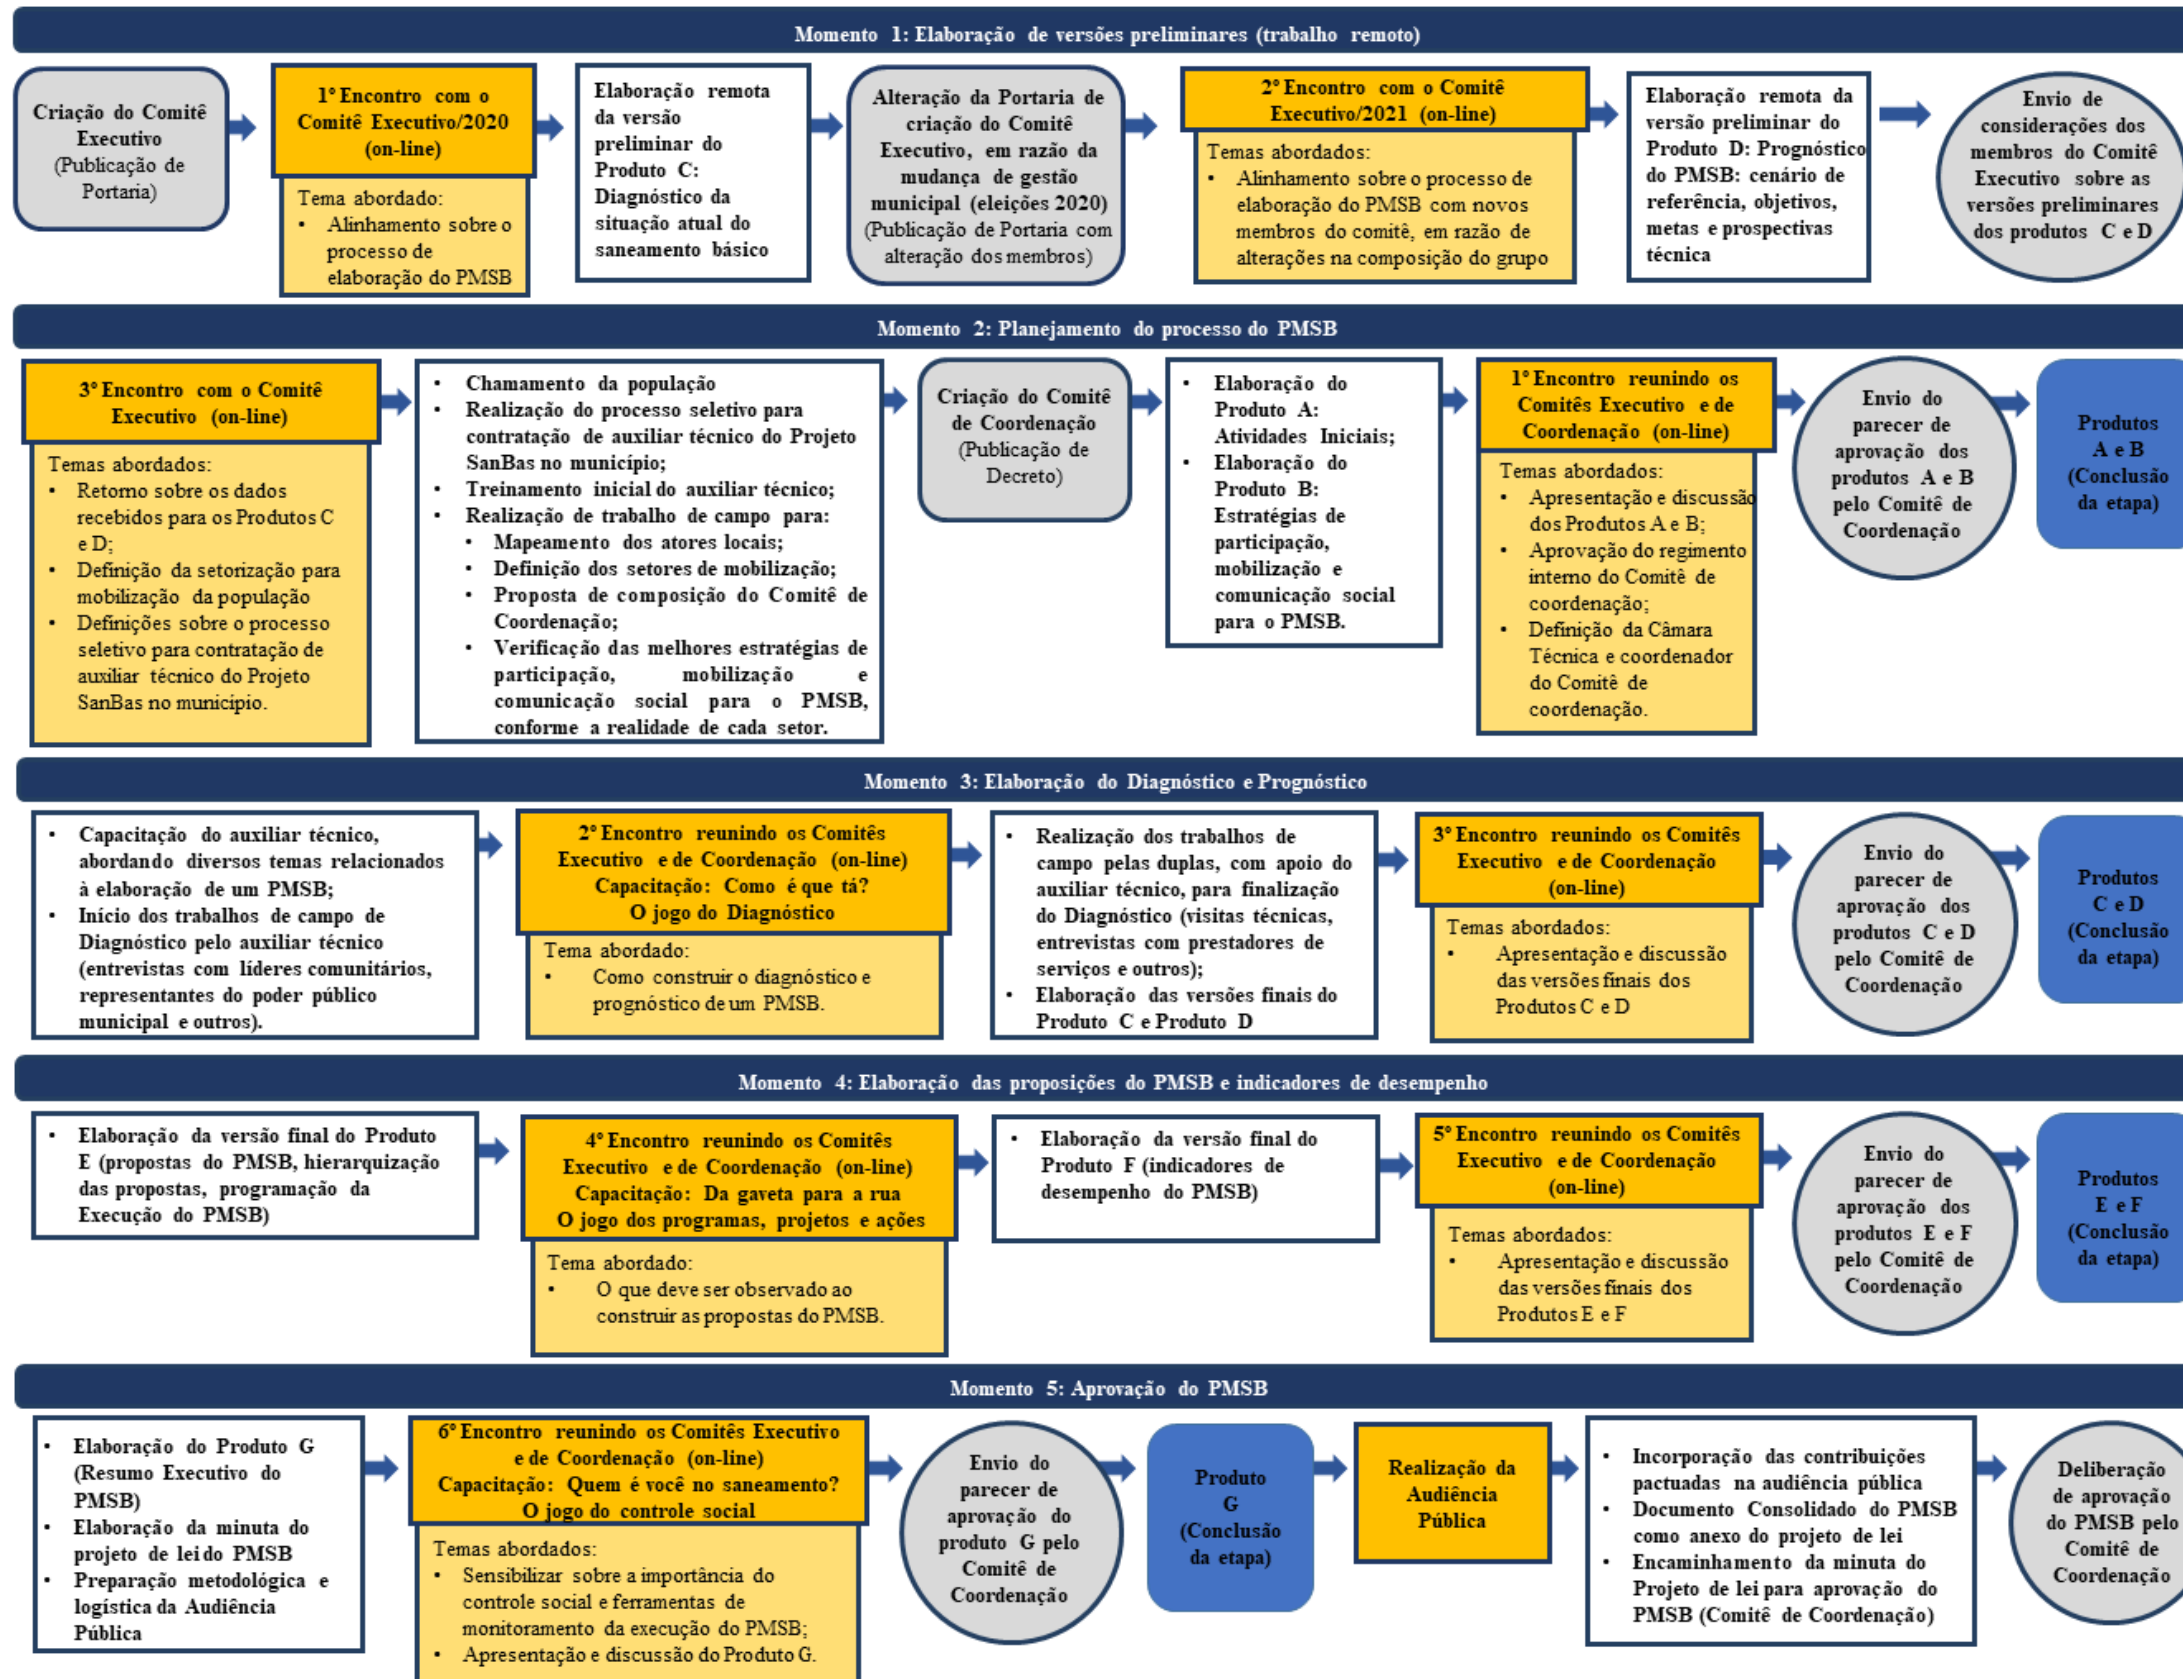 Momento 1: Elaboração de versões preliminares (trabalho remoto)
Criação do Comitê
Executivo
(Publicação de
Portaria)
1º Encontro com o
Comitê Executivo/2020
(on-line)
Tema abordado:
• Alinhamento sobre o
processo de
elaboração do PMSB
Elaboração remota
da versão
preliminar do
Produto C:
Diagnóstico da
situação atual do
saneamento básico
Alteração da Portaria de
criação do Comitê
Executivo, em razão da
mudança de gestão
municipal (eleições 2020)
(Publicação de Portaria com
alteração dos membros)
2º Encontro com o Comitê
Executivo/2021 (on-line)
Temas abordados:
• Alinhamento sobre o processo de
elaboração do PMSB com novos
membros do comitê, em razão de
alterações na composição do grupo
Elaboração remota da
versão preliminar do
Produto D: Prognóstico
do PMSB: cenário de
referência, objetivos,
metas e prospectivas
técnica
Envio de
considerações dos
membros do Comitê
Executivo sobre as
versões preliminares
dos produtos C e D
Momento 2: Planejamento do processo do PMSB
3º Encontro com o Comitê
Executivo (on-line)
Temas abordados:
• Retorno sobre os dados
recebidos para os Produtos C
e D;
• Definição da setorização para
mobilização da população
• Definições sobre o processo
seletivo para contratação de
auxiliar técnico do Projeto
SanBas no município.
• Chamamento da população
• Realização do processo seletivo para
contratação de auxiliar técnico do Projeto
SanBas no município;
• Treinamento inicial do auxiliar técnico;
• Realização de trabalho de campo para:
• Mapeamento dos atores locais;
• Definição dos setores de mobilização;
• Proposta de composição do Comitê de
Coordenação;
• Verificação das melhores estratégias de
participação, mobilização e
comunicação social para o PMSB,
conforme a realidade de cada setor.
Criação do Comitê
de Coordenação
(Publicação de
Decreto)
• Elaboração do
Produto A:
Atividades Iniciais;
• Elaboração do
Produto B:
Estratégias de
participação,
mobilização e
comunicação social
para o PMSB.
1º Encontro reunindo os
Comitês Executivo e de
Coordenação (on-line)
Temas abordados:
• Apresentação e discussão
dos Produtos A e B;
• Aprovação do regimento
interno do Comitê de
coordenação;
• Definição da Câmara
Técnica e coordenador
do Comitê de
coordenação.
Envio do
parecer de
aprovação dos
produtos A e B
pelo Comitê de
Coordenação
Produtos
A e B
(Conclusão
da etapa)
Momento 3: Elaboração do Diagnóstico e Prognóstico
• Capacitação do auxiliar técnico,
abordando diversos temas relacionados
à elaboração de um PMSB;
• Início dos trabalhos de campo de
Diagnóstico pelo auxiliar técnico
(entrevistas com líderes comunitários,
representantes do poder público
municipal e outros).
2º Encontro reunindo os Comitês
Executivo e de Coordenação (on-line)
Capacitação: Como é que tá?
O jogo do Diagnóstico
Tema abordado:
• Como construir o diagnóstico e
prognóstico de um PMSB.
• Realização dos trabalhos de
campo pelas duplas, com apoio do
auxiliar técnico, para finalização
do Diagnóstico (visitas técnicas,
entrevistas com prestadores de
serviços e outros);
• Elaboração das versões finais do
Produto C e Produto D
3º Encontro reunindo os Comitês
Executivo e de Coordenação
(on-line)
Temas abordados:
• Apresentação e discussão
das versões finais dos
Produtos C e D
Envio do
parecer de
aprovação dos
produtos C e D
pelo Comitê de
Coordenação
Produtos
C e D
(Conclusão
da etapa)
Momento 4: Elaboração das proposições do PMSB e indicadores de desempenho
• Elaboração da versão final do Produto
E (propostas do PMSB, hierarquização
das propostas, programação da
Execução do PMSB)
4º Encontro reunindo os Comitês
Executivo e de Coordenação (on-line)
Capacitação: Da gaveta para a rua
O jogo dos programas, projetos e ações
Tema abordado:
• O que deve ser observado ao
construir as propostas do PMSB.
• Elaboração da versão final do
Produto F (indicadores de
desempenho do PMSB)
5º Encontro reunindo os Comitês
Executivo e de Coordenação
(on-line)
Temas abordados:
• Apresentação e discussão
das versões finais dos
Produtos E e F
Envio do
parecer de
aprovação dos
produtos E e F
pelo Comitê de
Coordenação
Produtos
E e F
(Conclusão
da etapa)
Momento 5: Aprovação do PMSB
• Elaboração do Produto G
(Resumo Executivo do
PMSB)
• Elaboração da minuta do
projeto de lei do PMSB
• Preparação metodológica e
logística da Audiência
Pública
6º Encontro reunindo os Comitês Executivo
e de Coordenação (on-line)
Capacitação: Quem é você no saneamento?
O jogo do controle social
Temas abordados:
• Sensibilizar sobre a importância do
controle social e ferramentas de
monitoramento da execução do PMSB;
• Apresentação e discussão do Produto G.
Envio do
parecer de
aprovação do
produto G pelo
Comitê de
Coordenação
Produto
G
(Conclusão
da etapa)
Realização da
Audiência
Pública
• Incorporação das contribuições
pactuadas na audiência pública
• Documento Consolidado do PMSB
como anexo do projeto de lei
• Encaminhamento da minuta do
Projeto de lei para aprovação do
PMSB (Comitê de Coordenação)
Deliberação
de aprovação
do PMSB pelo
Comitê de
Coordenação